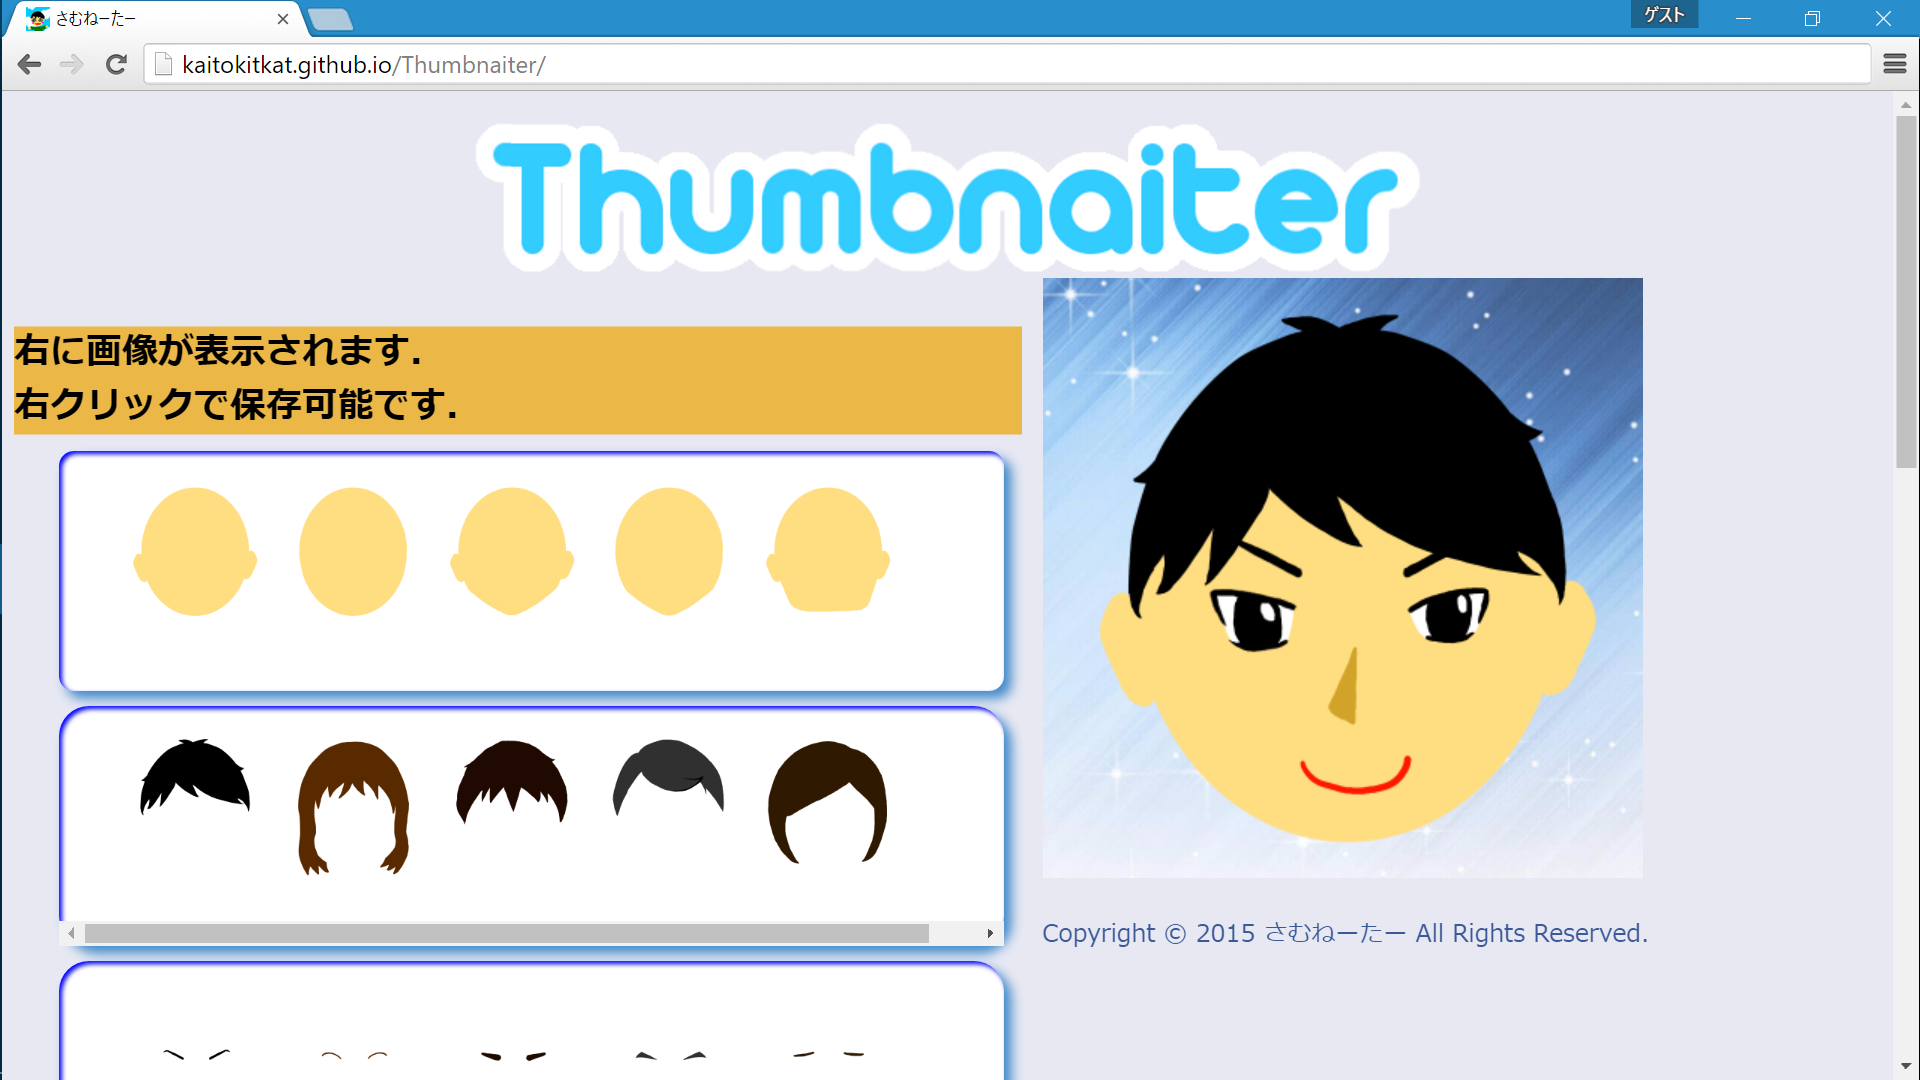 さむねーたー
ゲスト
kaitokitkat.github.io/Thumbnaiter/
Thumbnaiter
右に画像が表示されます.
右クリックで保存可能です.
Copyright © 2015 さむねーたー All Rights Reserved.